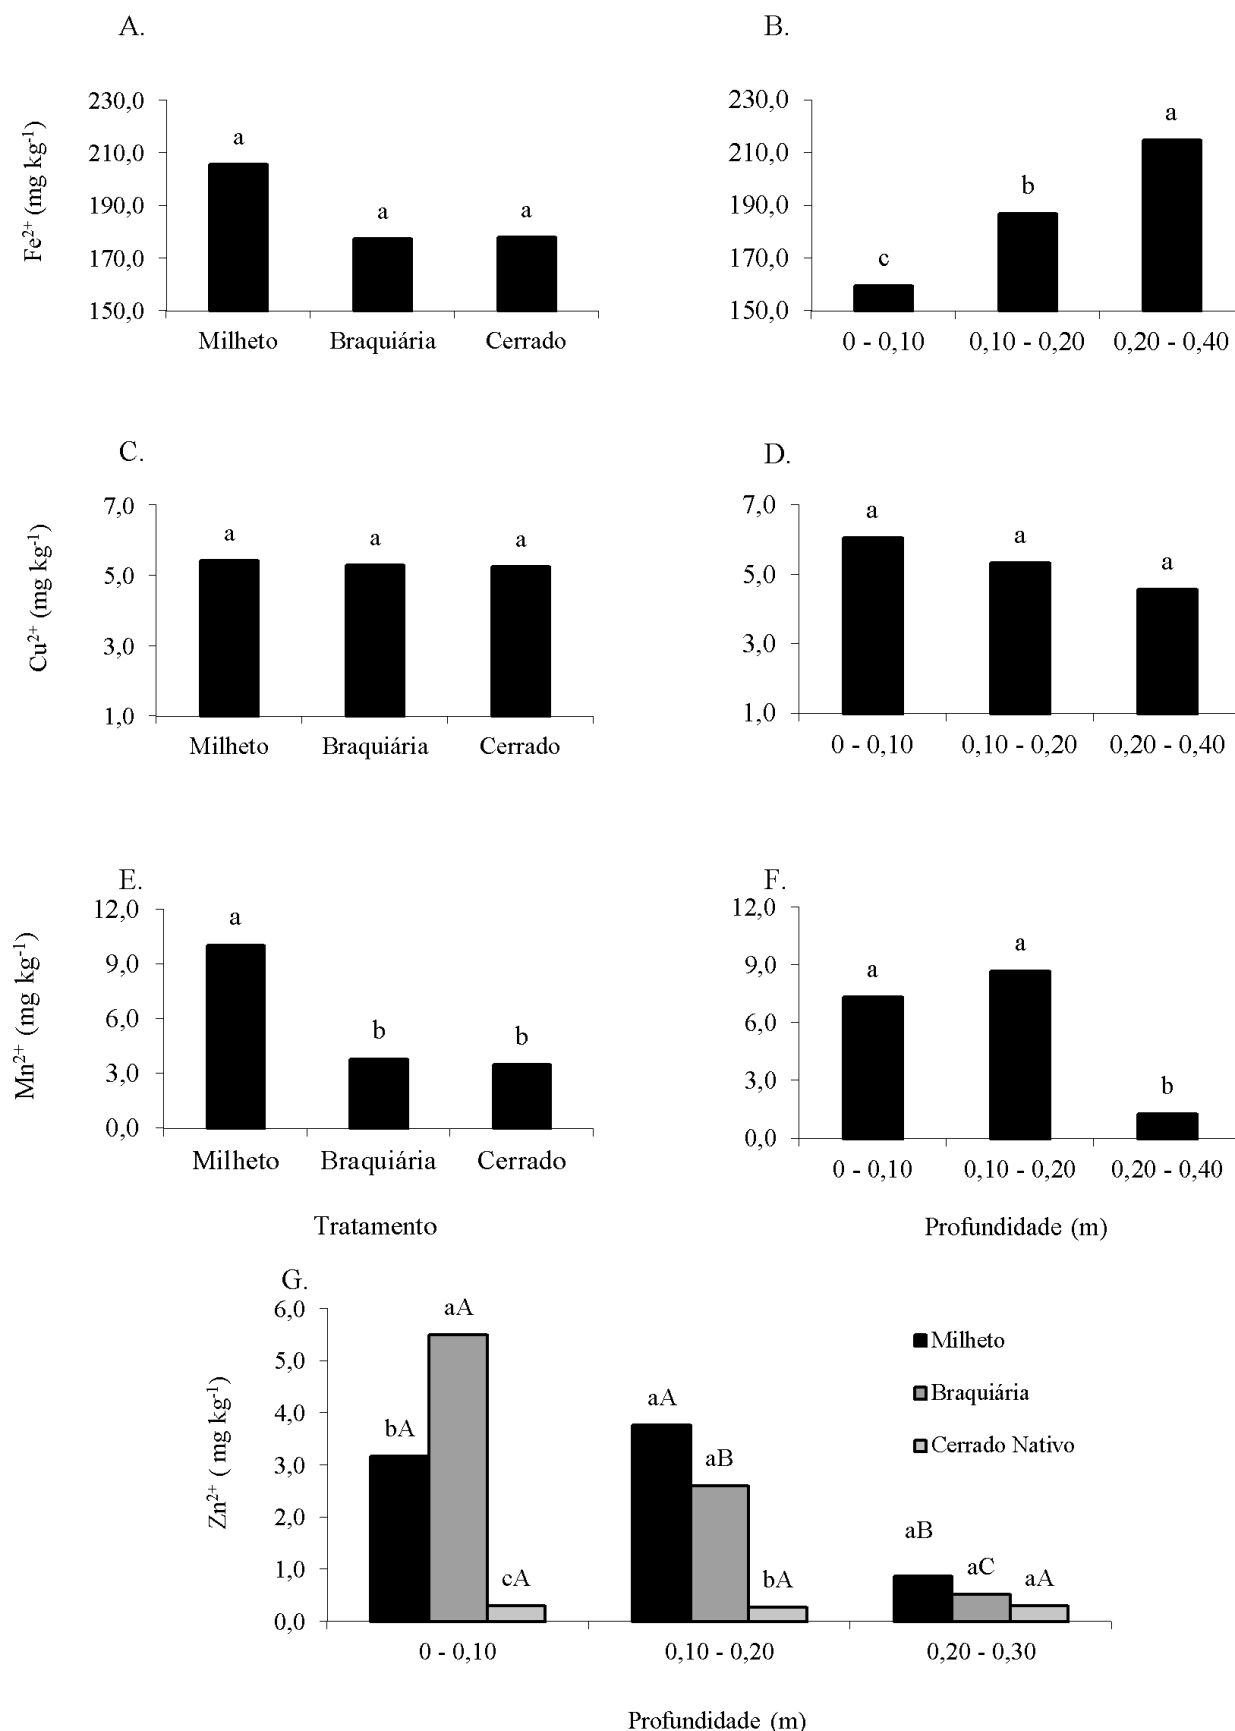 A.
Fe²⁺ (mg kg⁻¹)
230,0
210,0
190,0
170,0
150,0
a
a
a
Milheto Braquiária Cerrado
B.
230,0
210,0
190,0
170,0
150,0
c
b
a
0 - 0,10 0,10 - 0,20 0,20 - 0,40
C.
Cu²⁺ (mg kg⁻¹)
7,0
5,0
3,0
1,0
a
a
a
Milheto Braquiária Cerrado
D.
7,0
5,0
3,0
1,0
a
a
a
0 - 0,10 0,10 - 0,20 0,20 - 0,40
E.
Mn²⁺ (mg kg⁻¹)
12,0
9,0
6,0
3,0
0,0
a
b
b
Milheto Braquiária Cerrado
Tratamento
F.
12,0
9,0
6,0
3,0
0,0
a
a
b
0 - 0,10 0,10 - 0,20 0,20 - 0,40
Profundidade (m)
G.
Zn²⁺ ( mg kg⁻¹)
6,0
5,0
4,0
3,0
2,0
1,0
0,0
bA
aA
cA
aA
aB
bA
aB
aC
aA
Milheto
Braquiária
Cerrado Nativo
0 - 0,10 0,10 - 0,20 0,20 - 0,30
Profundidade (m)